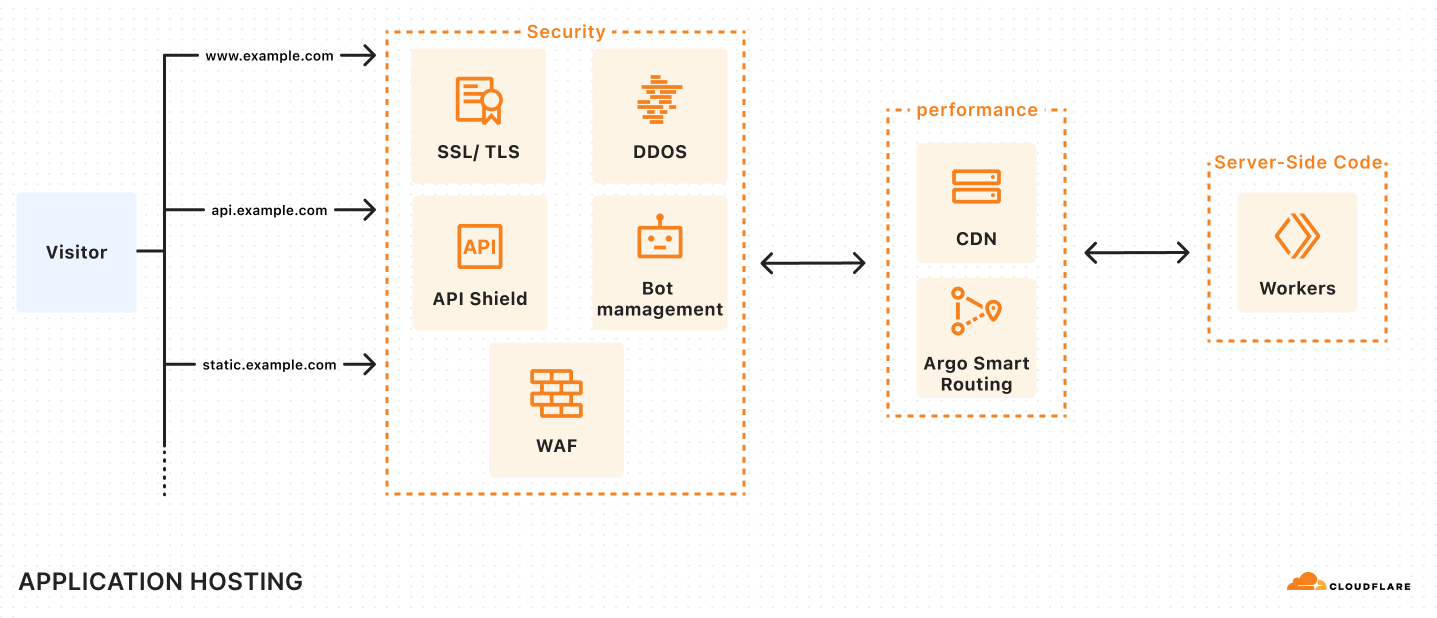 Security
www.example.com
SSL/ TLS
DDOS
performance
Server-Side Code
api.example.com
Visitor
API
API Shield
Bot
mamagement
CDN
Workers
static.example.com
Argo Smart
Routing
WAF
APPLICATION HOSTING
CLOUDFLARE